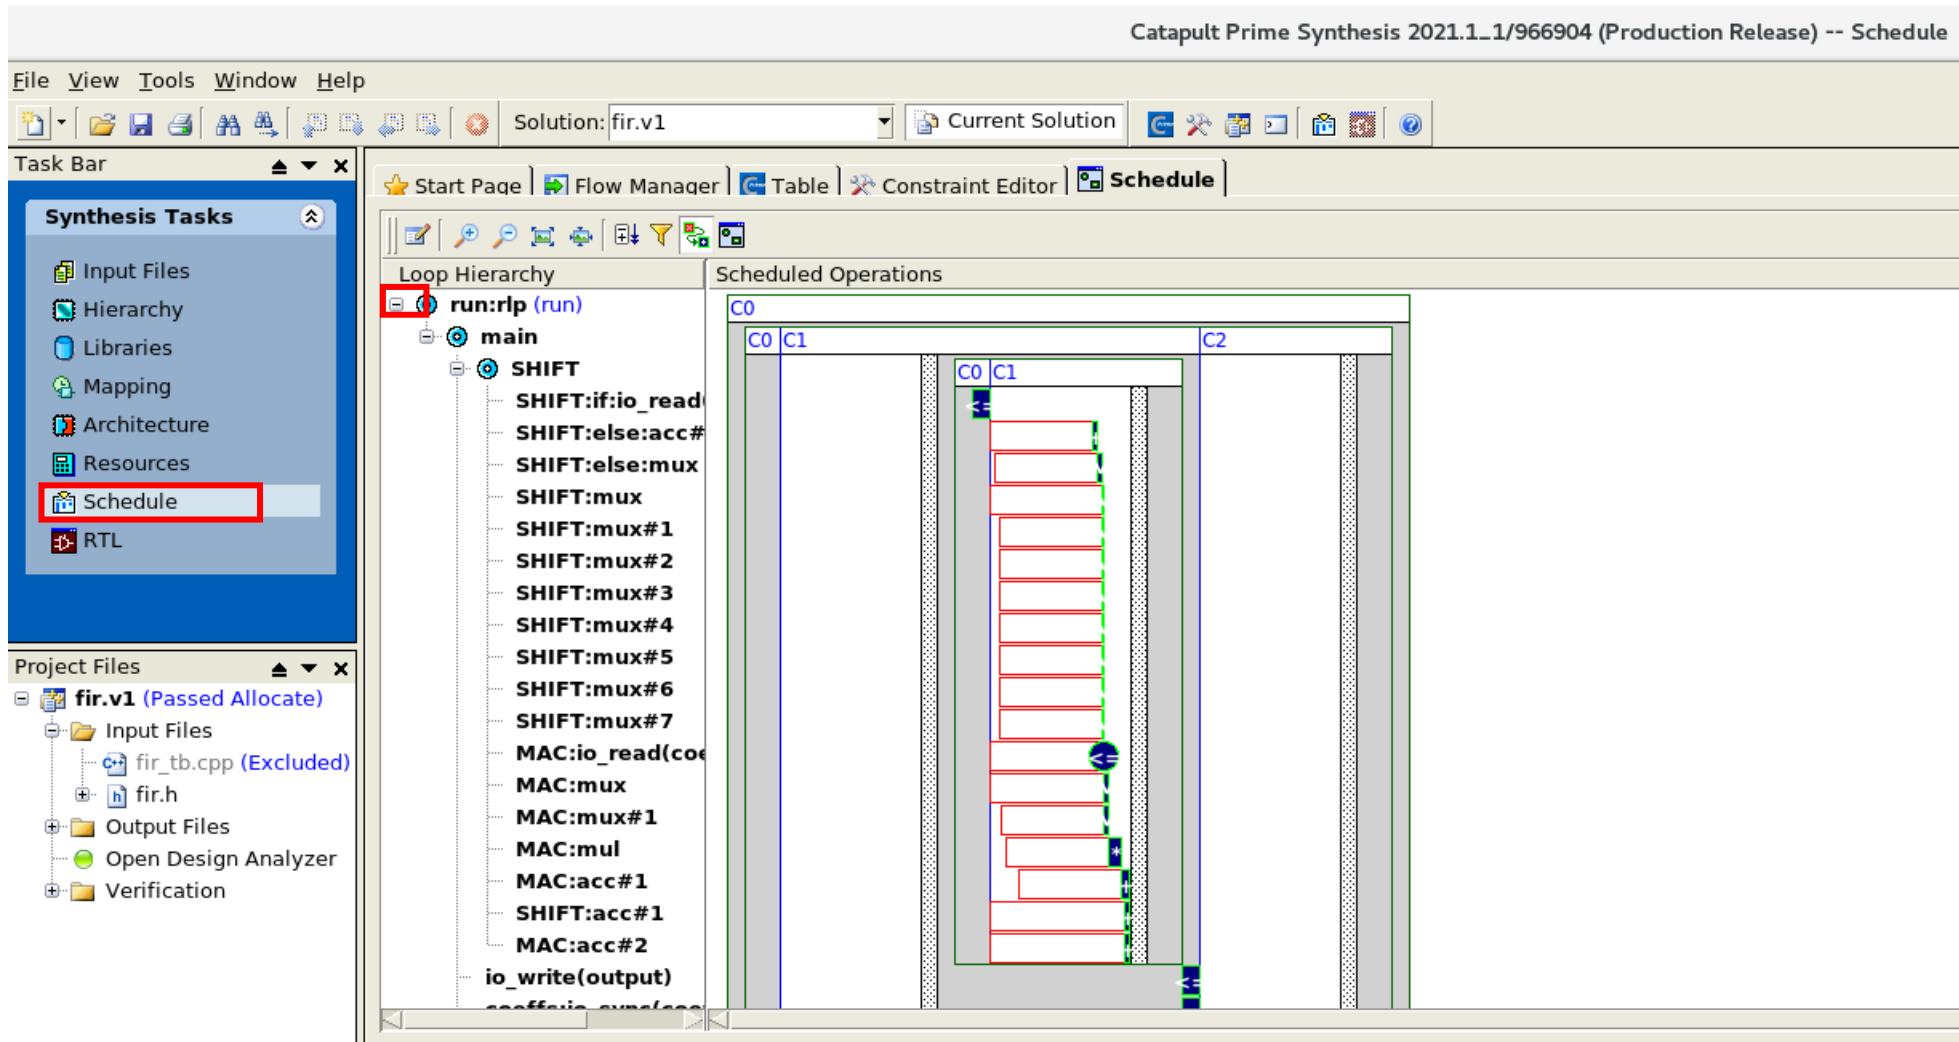 Catapult Prime Synthesis 2021.1_1/966904 (Production Release) -- Schedule
File View Tools Window Help
Solution: fir.v1 Current Solution
Task Bar
Start Page Flow Manager Table Constraint Editor Schedule
Synthesis Tasks
Input Files
Hierarchy
Libraries
Mapping
Architecture
Resources
Schedule
RTL
Loop Hierarchy Scheduled Operations
run:rlp (run)
main
SHIFT
SHIFT:if:io_read(
SHIFT:else:acc#
SHIFT:else:mux
SHIFT:mux
SHIFT:mux#1
SHIFT:mux#2
SHIFT:mux#3
SHIFT:mux#4
SHIFT:mux#5
SHIFT:mux#6
SHIFT:mux#7
MAC:io_read(coe
MAC:mux
MAC:mux#1
MAC:mul
MAC:acc#1
SHIFT:acc#1
MAC:acc#2
io_write(output)
coeffs:io_sync(coe
C0
C0 C1 C2
C0 C1
<=
<=
*
+
+
+
<=
Project Files
fir.v1 (Passed Allocate)
Input Files
fir_tb.cpp (Excluded)
fir.h
Output Files
Open Design Analyzer
Verification